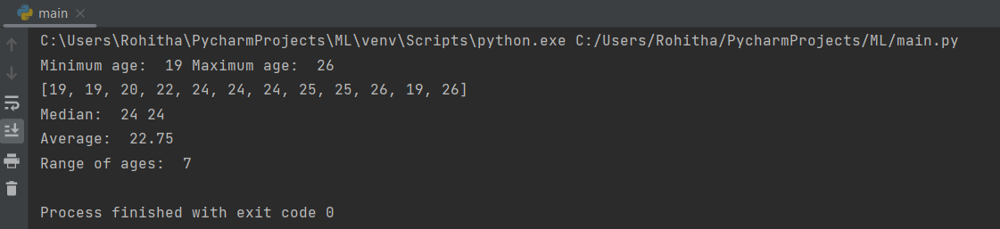 main
C:\Users\Rohitha\PycharmProjects\ML\venv\Scripts\python.exe C:/Users/Rohitha/PycharmProjects/ML/main.py
Minimum age:  19 Maximum age:  26
[19, 19, 20, 22, 24, 24, 24, 25, 25, 26, 19, 26]
Median:  24 24
Average:  22.75
Range of ages:  7
Process finished with exit code 0